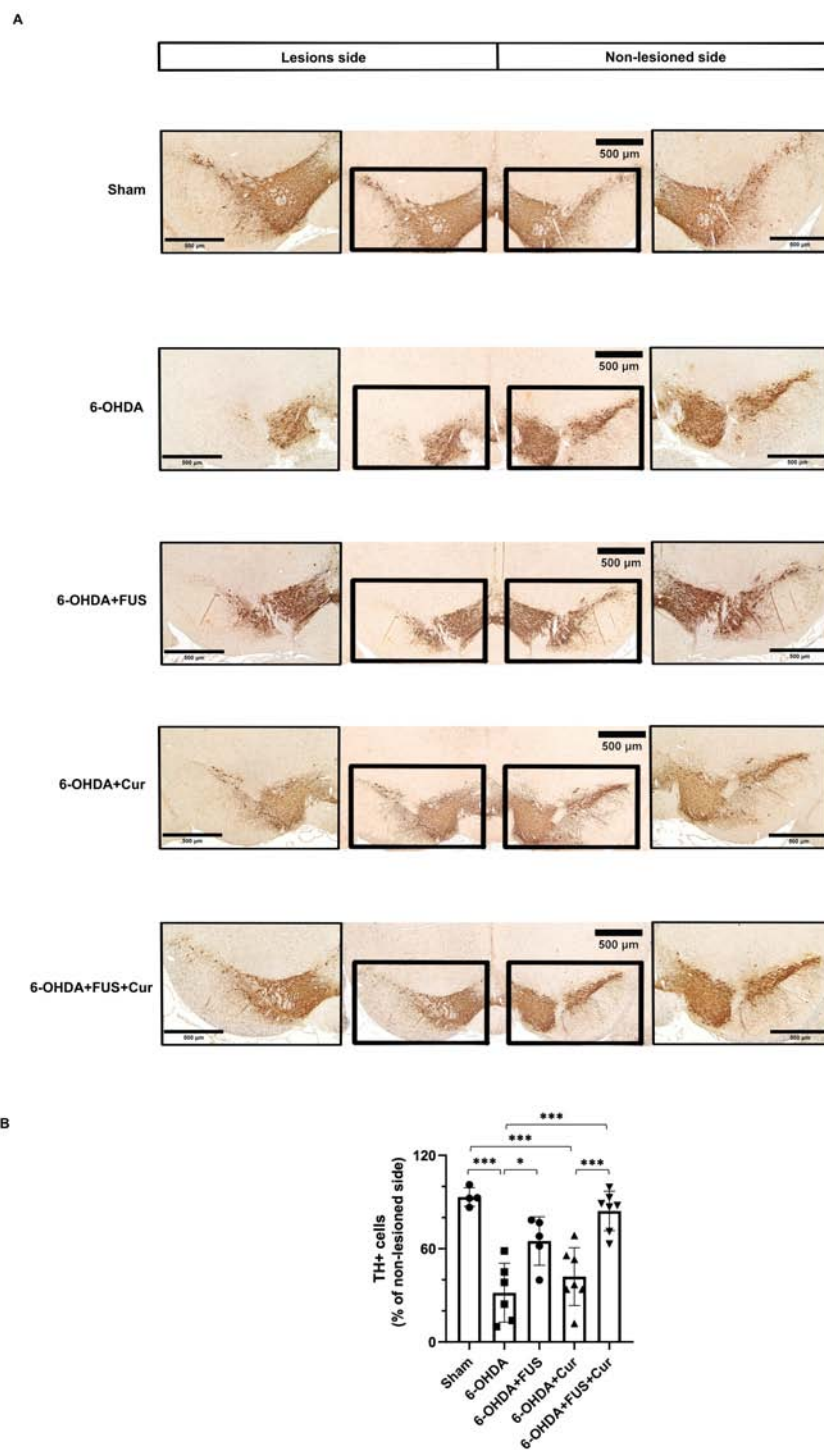 A
Lesions side Non-lesioned side
Sham
500 µm
500 µm
500 µm
6-OHDA
500 µm
500 µm
500 µm
6-OHDA+FUS
500 µm
500 µm
500 µm
6-OHDA+Cur
500 µm
500 µm
500 µm
6-OHDA+FUS+Cur
500 µm
500 µm
500 µm
B
***
***
*** * ***
TH+ cells
(% of non-lesioned side)
120
60
0
Sham
6-OHDA
6-OHDA+FUS
6-OHDA+Cur
6-OHDA+FUS+Cur